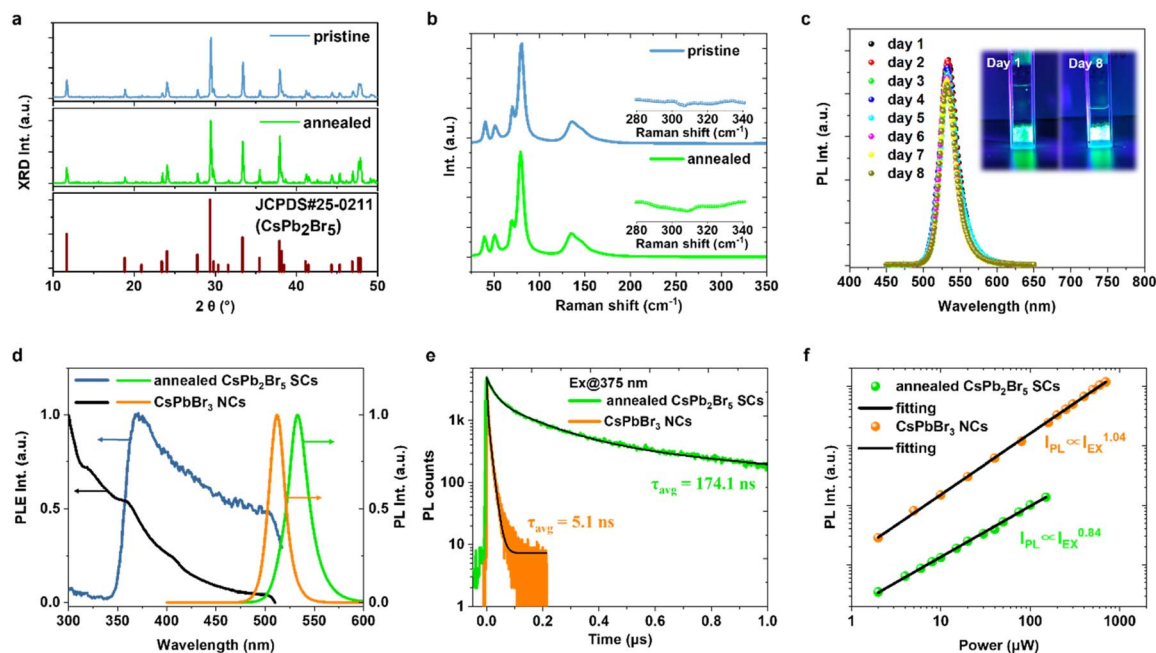 a
pristine
annealed
JCPDS#25-0211
(CsPb₂Br₅)
XRD Int. (a.u.)
10 20 30 40 50
2 θ (°)
b
pristine
280 300 320 340
Raman shift (cm⁻¹)
annealed
280 300 320 340
Raman shift (cm⁻¹)
Int. (a.u.)
0 50 100 150 200 250 300 350
Raman shift (cm⁻¹)
c
day 1
day 2
day 3
day 4
day 5
day 6
day 7
day 8
Day 1
Day 8
PL Int. (a.u.)
400 450 500 550 600 650 700 750 800
Wavelength (nm)
d
annealed CsPb₂Br₅ SCs
CsPbBr₃ NCs
1.0
0.5
0.0
PLE Int. (a.u.)
1.0
0.5
0.0
PL Int. (a.u.)
300 350 400 450 500 550 600
Wavelength (nm)
e
Ex@375 nm
annealed CsPb₂Br₅ SCs
CsPbBr₃ NCs
τavg = 174.1 ns
τavg = 5.1 ns
1k
100
10
1
PL counts
0.0 0.2 0.4 0.6 0.8 1.0
Time (µs)
f
annealed CsPb₂Br₅ SCs
fitting
CsPbBr₃ NCs
fitting
I_PL ∝ I_EX^1.04
I_PL ∝ I_EX^0.84
PL Int. (a.u.)
1 10 100 1000
Power (µW)